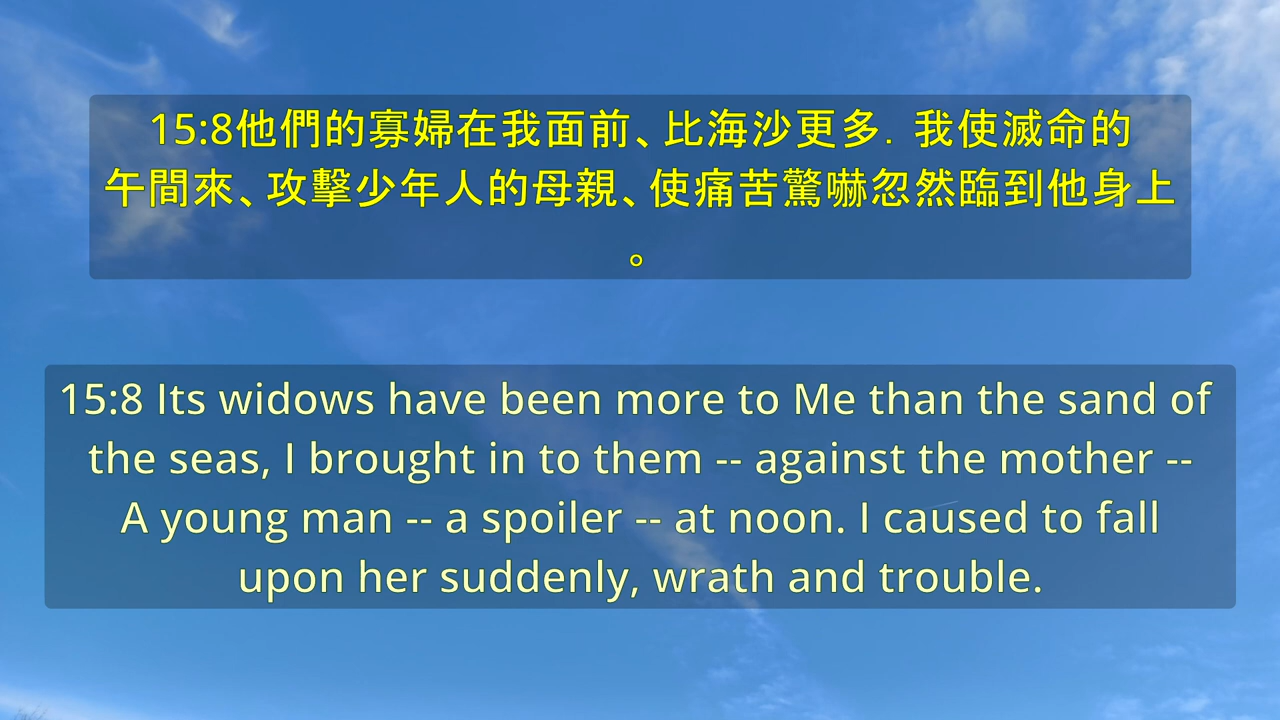 15:8他們的寡婦在我面前、比海沙更多．我使滅命的
午間來、攻擊少年人的母親、使痛苦驚嚇忽然臨到他身上
。
15:8 Its widows have been more to Me than the sand of
the seas, I brought in to them -- against the mother --
A young man -- a spoiler -- at noon. I caused to fall
upon her suddenly, wrath and trouble.